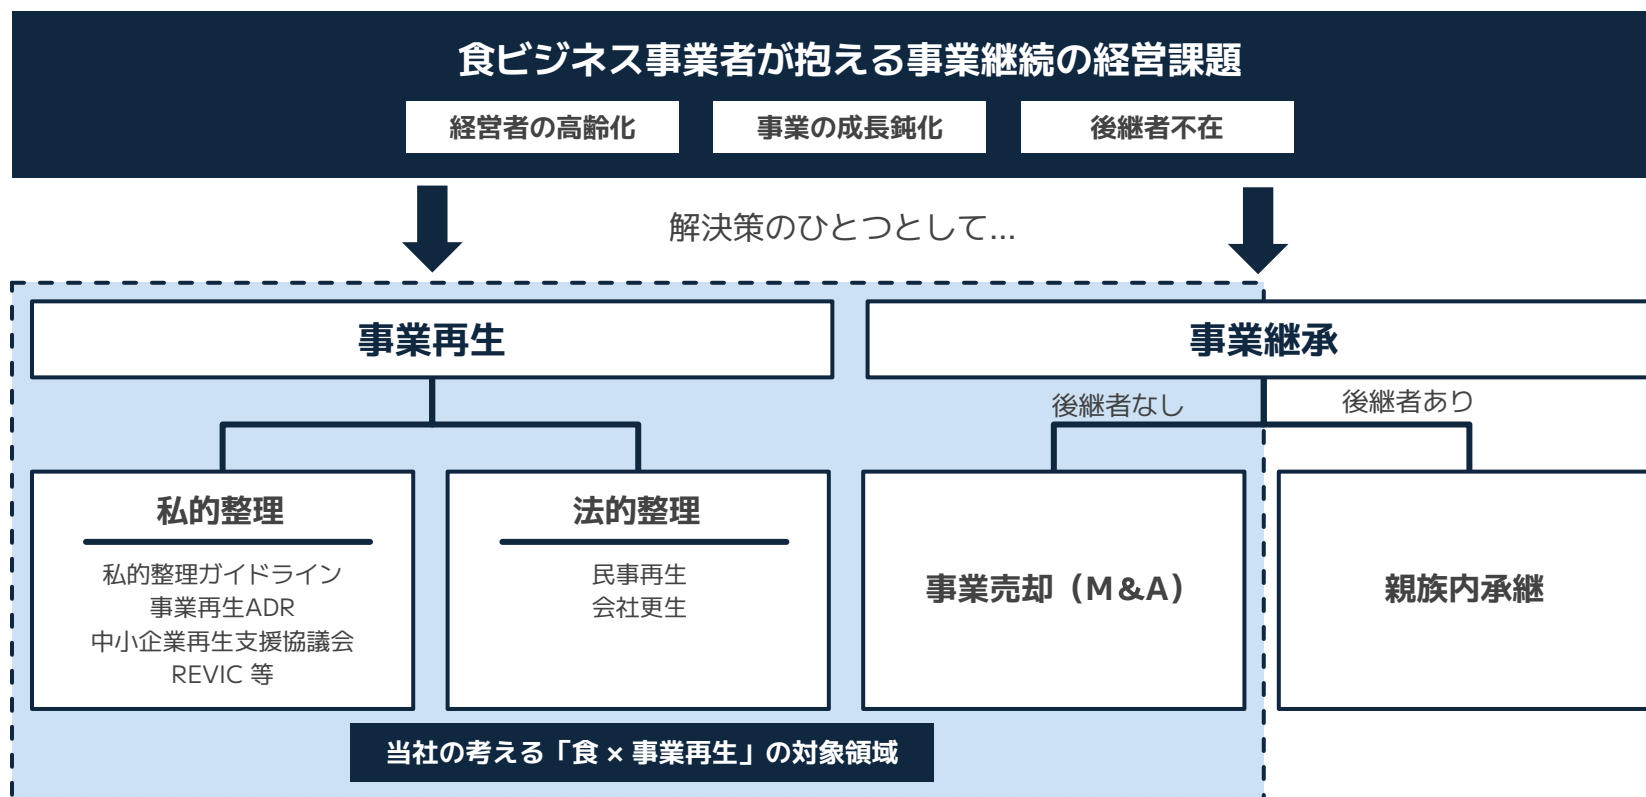 食ビジネス事業者が抱える事業継続の経営課題
経営者の高齢化
事業の成長鈍化
後継者不在
解決策のひとつとして...
事業再生
事業継承
後継者なし
後継者あり
私的整理
私的整理ガイドライン
事業再生ADR
中小企業再生支援協議会
REVIC 等
法的整理
民事再生
会社更生
事業売却（M&A）
親族内承継
当社の考える「食 × 事業再生」の対象領域